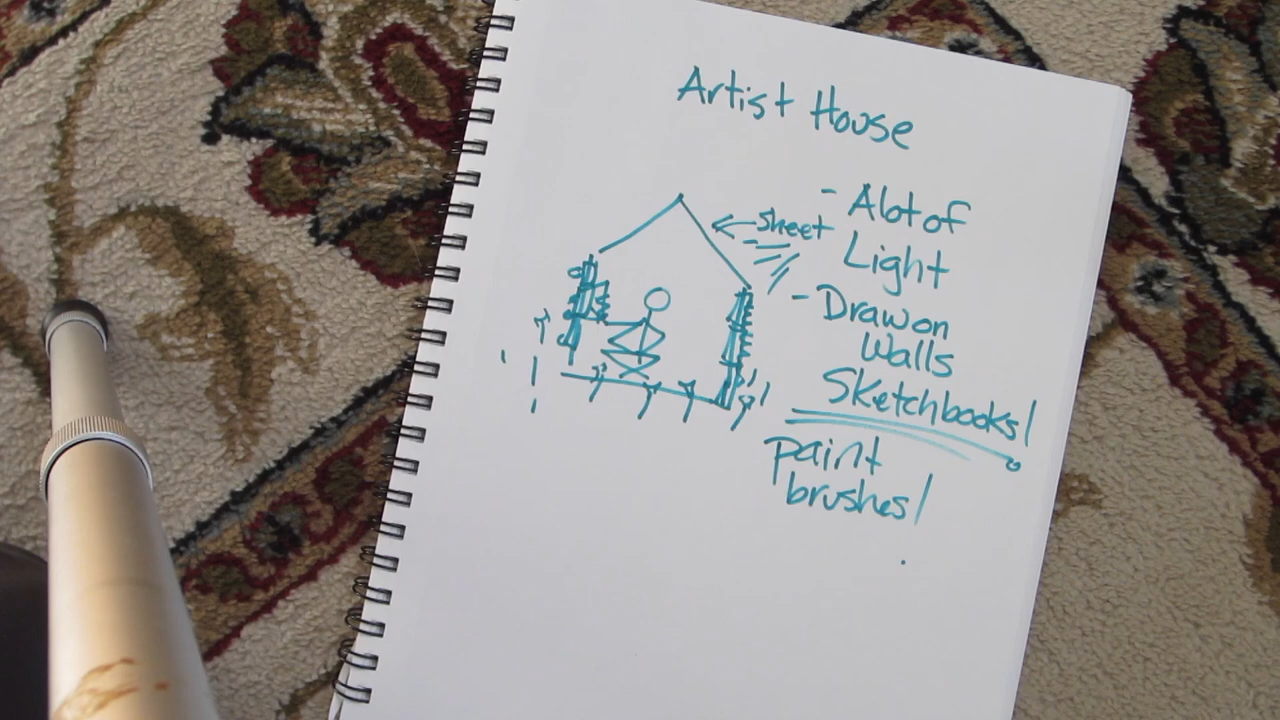 Artist House
- Alot of
Light
sheet
- Draw on
Walls
Sketchbooks/
paint
brushes/